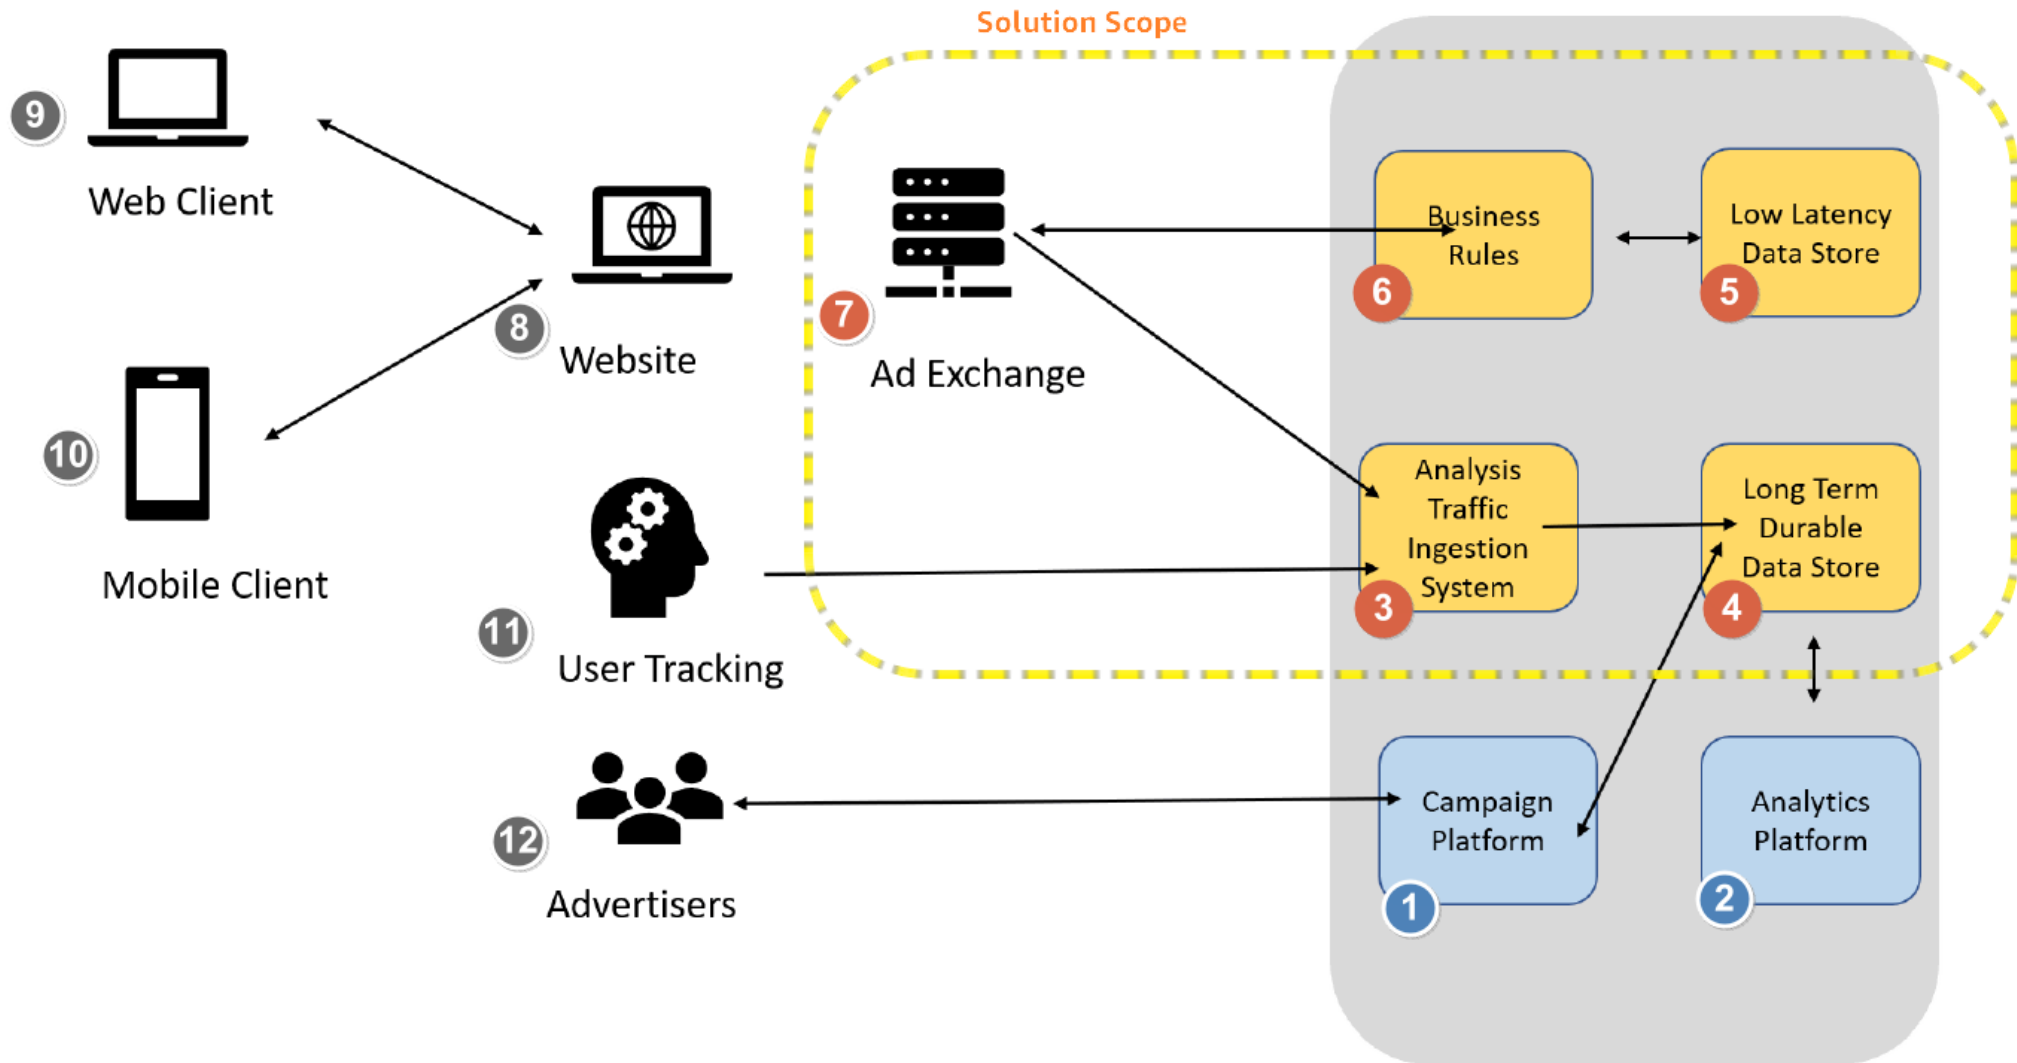 Solution Scope
9
Web Client
8
Website
10
Mobile Client
7
Ad Exchange
Business
Rules
6
Low Latency
Data Store
5
11
User Tracking
Analysis
Traffic
Ingestion
System
3
Long Term
Durable
Data Store
4
12
Advertisers
Campaign
Platform
1
Analytics
Platform
2